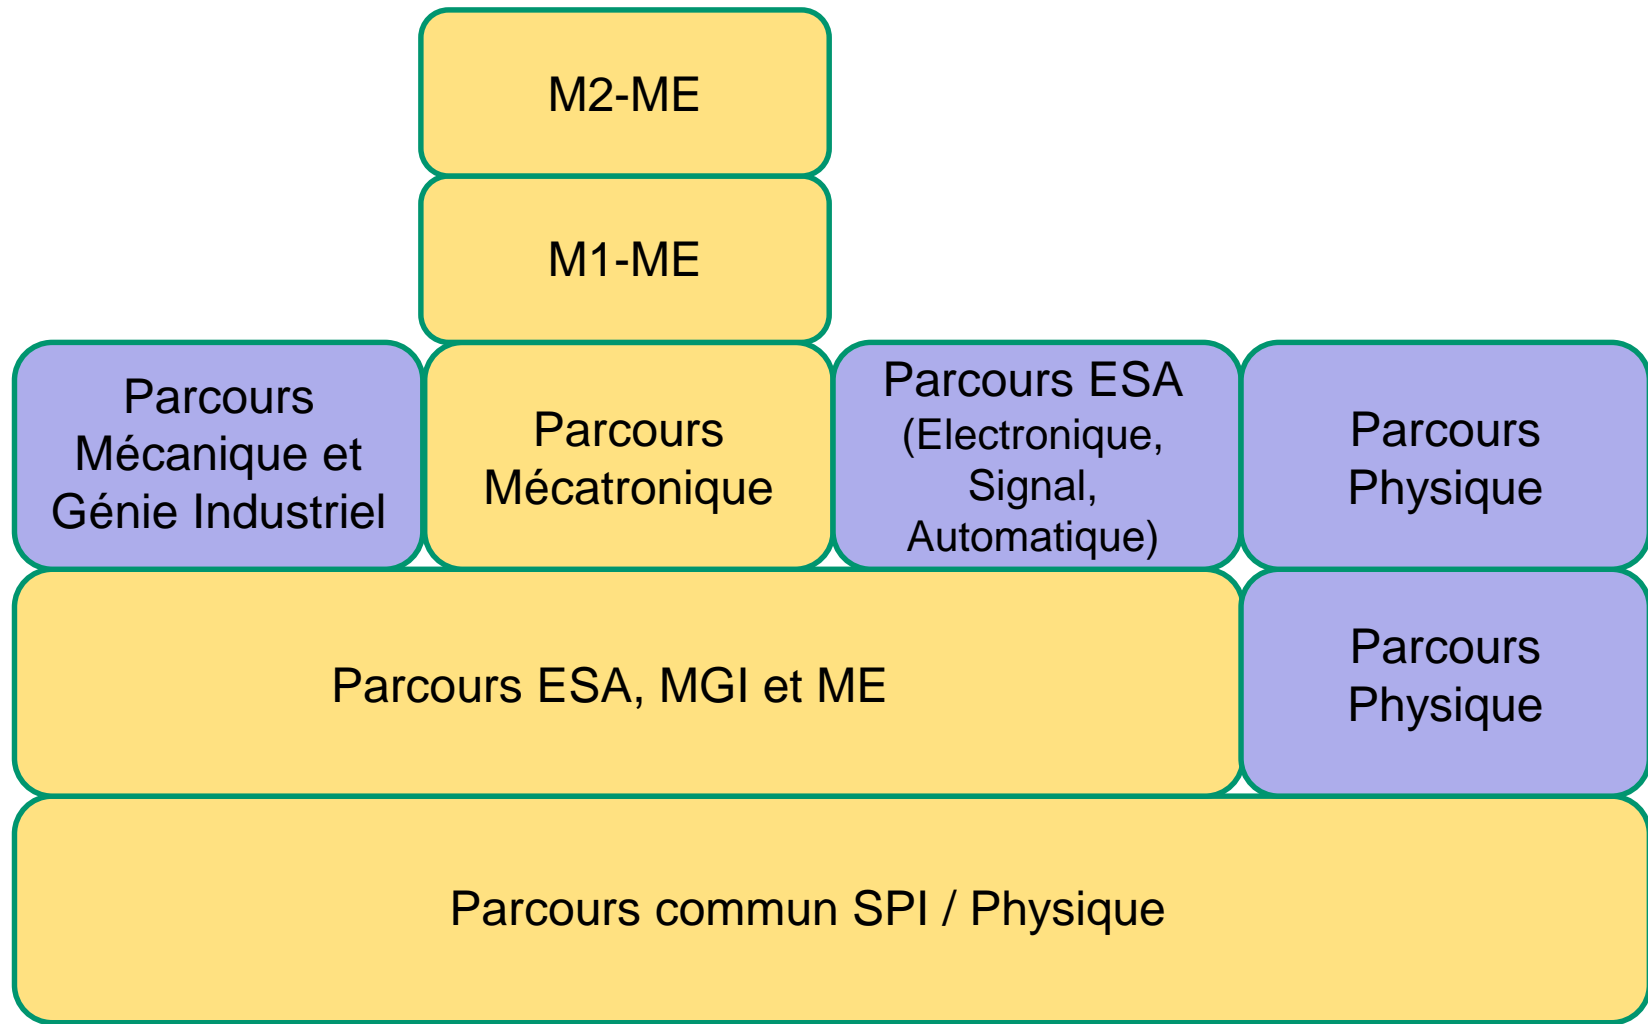 M2-ME
M1-ME
Parcours
Mécanique et
Génie Industriel
Parcours
Mécatronique
Parcours ESA
(Electronique,
Signal,
Automatique)
Parcours
Physique
Parcours ESA, MGI et ME
Parcours
Physique
Parcours commun SPI / Physique